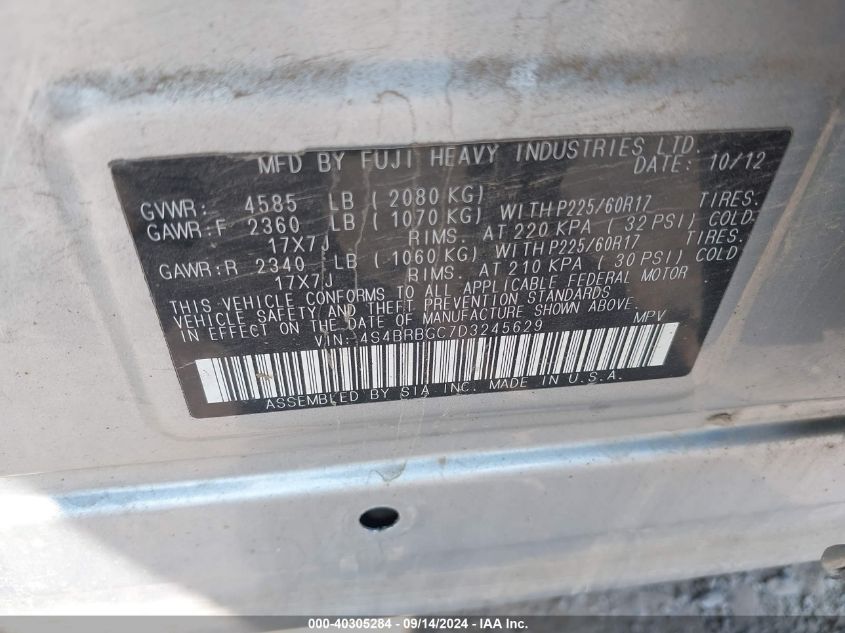 MFD BY FUJI HEAVY INDUSTRIES LTD.
DATE: 10/12
GVWR: 4585 LB ( 2080 KG)
GAWR:F 2360 LB ( 1070 KG) WITH P225/60R17 TIRES.
17X7J RIMS. AT 220 KPA ( 32 PSI) COLD
GAWR:R 2340 LB ( 1060 KG) WITH P225/60R17 TIRES.
17X7J RIMS. AT 210 KPA ( 30 PSI) COLD
THIS VEHICLE CONFORMS TO ALL APPLICABLE FEDERAL MOTOR
VEHICLE SAFETY AND THEFT PREVENTION STANDARDS
IN EFFECT ON THE DATE OF MANUFACTURE SHOWN ABOVE.
VIN:-4S4BRBGC7D3245629 MPV
ASSEMBLED BY SIA INC. MADE IN U.S.A.
000-40305284 - 09/14/2024 - IAAI Inc.